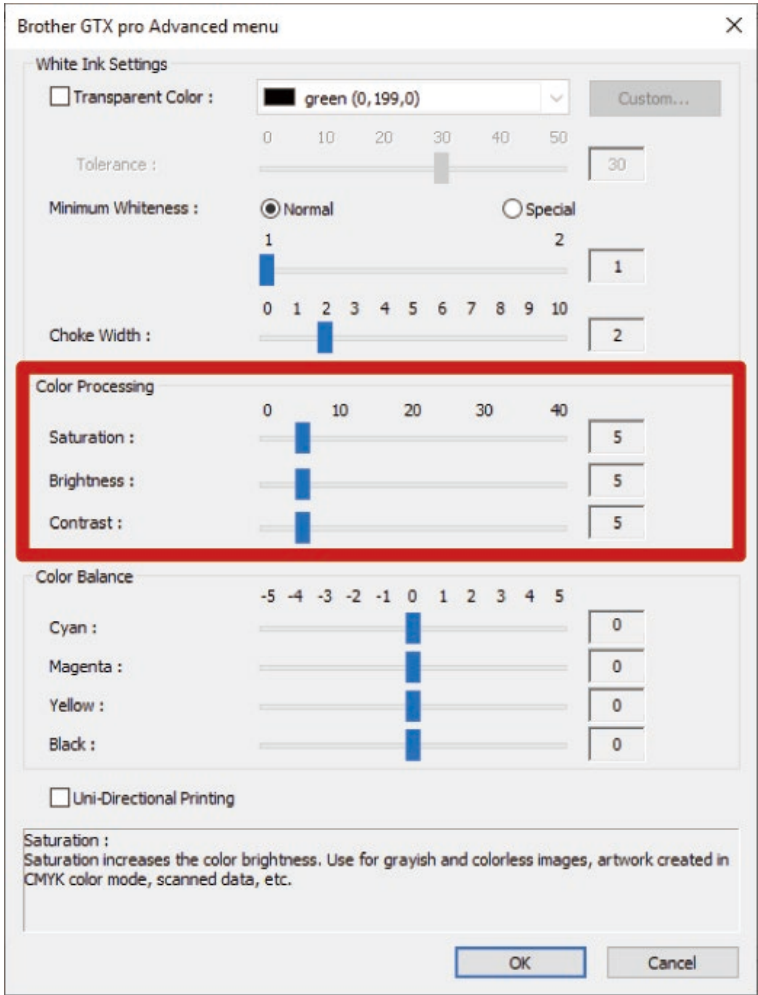 Brother GTX pro Advanced menu
White Ink Settings
Transparent Color : green (0,199,0) Custom...
0 10 20 30 40 50
Tolerance : 30
Minimum Whiteness : Normal Special
1 2
1
0 1 2 3 4 5 6 7 8 9 10
Choke Width : 2
Color Processing
0 10 20 30 40
Saturation : 5
Brightness : 5
Contrast : 5
Color Balance
-5 -4 -3 -2 -1 0 1 2 3 4 5
Cyan : 0
Magenta : 0
Yellow : 0
Black : 0
Uni-Directional Printing
Saturation :
Saturation increases the color brightness. Use for grayish and colorless images, artwork created in
CMYK color mode, scanned data, etc.
OK Cancel